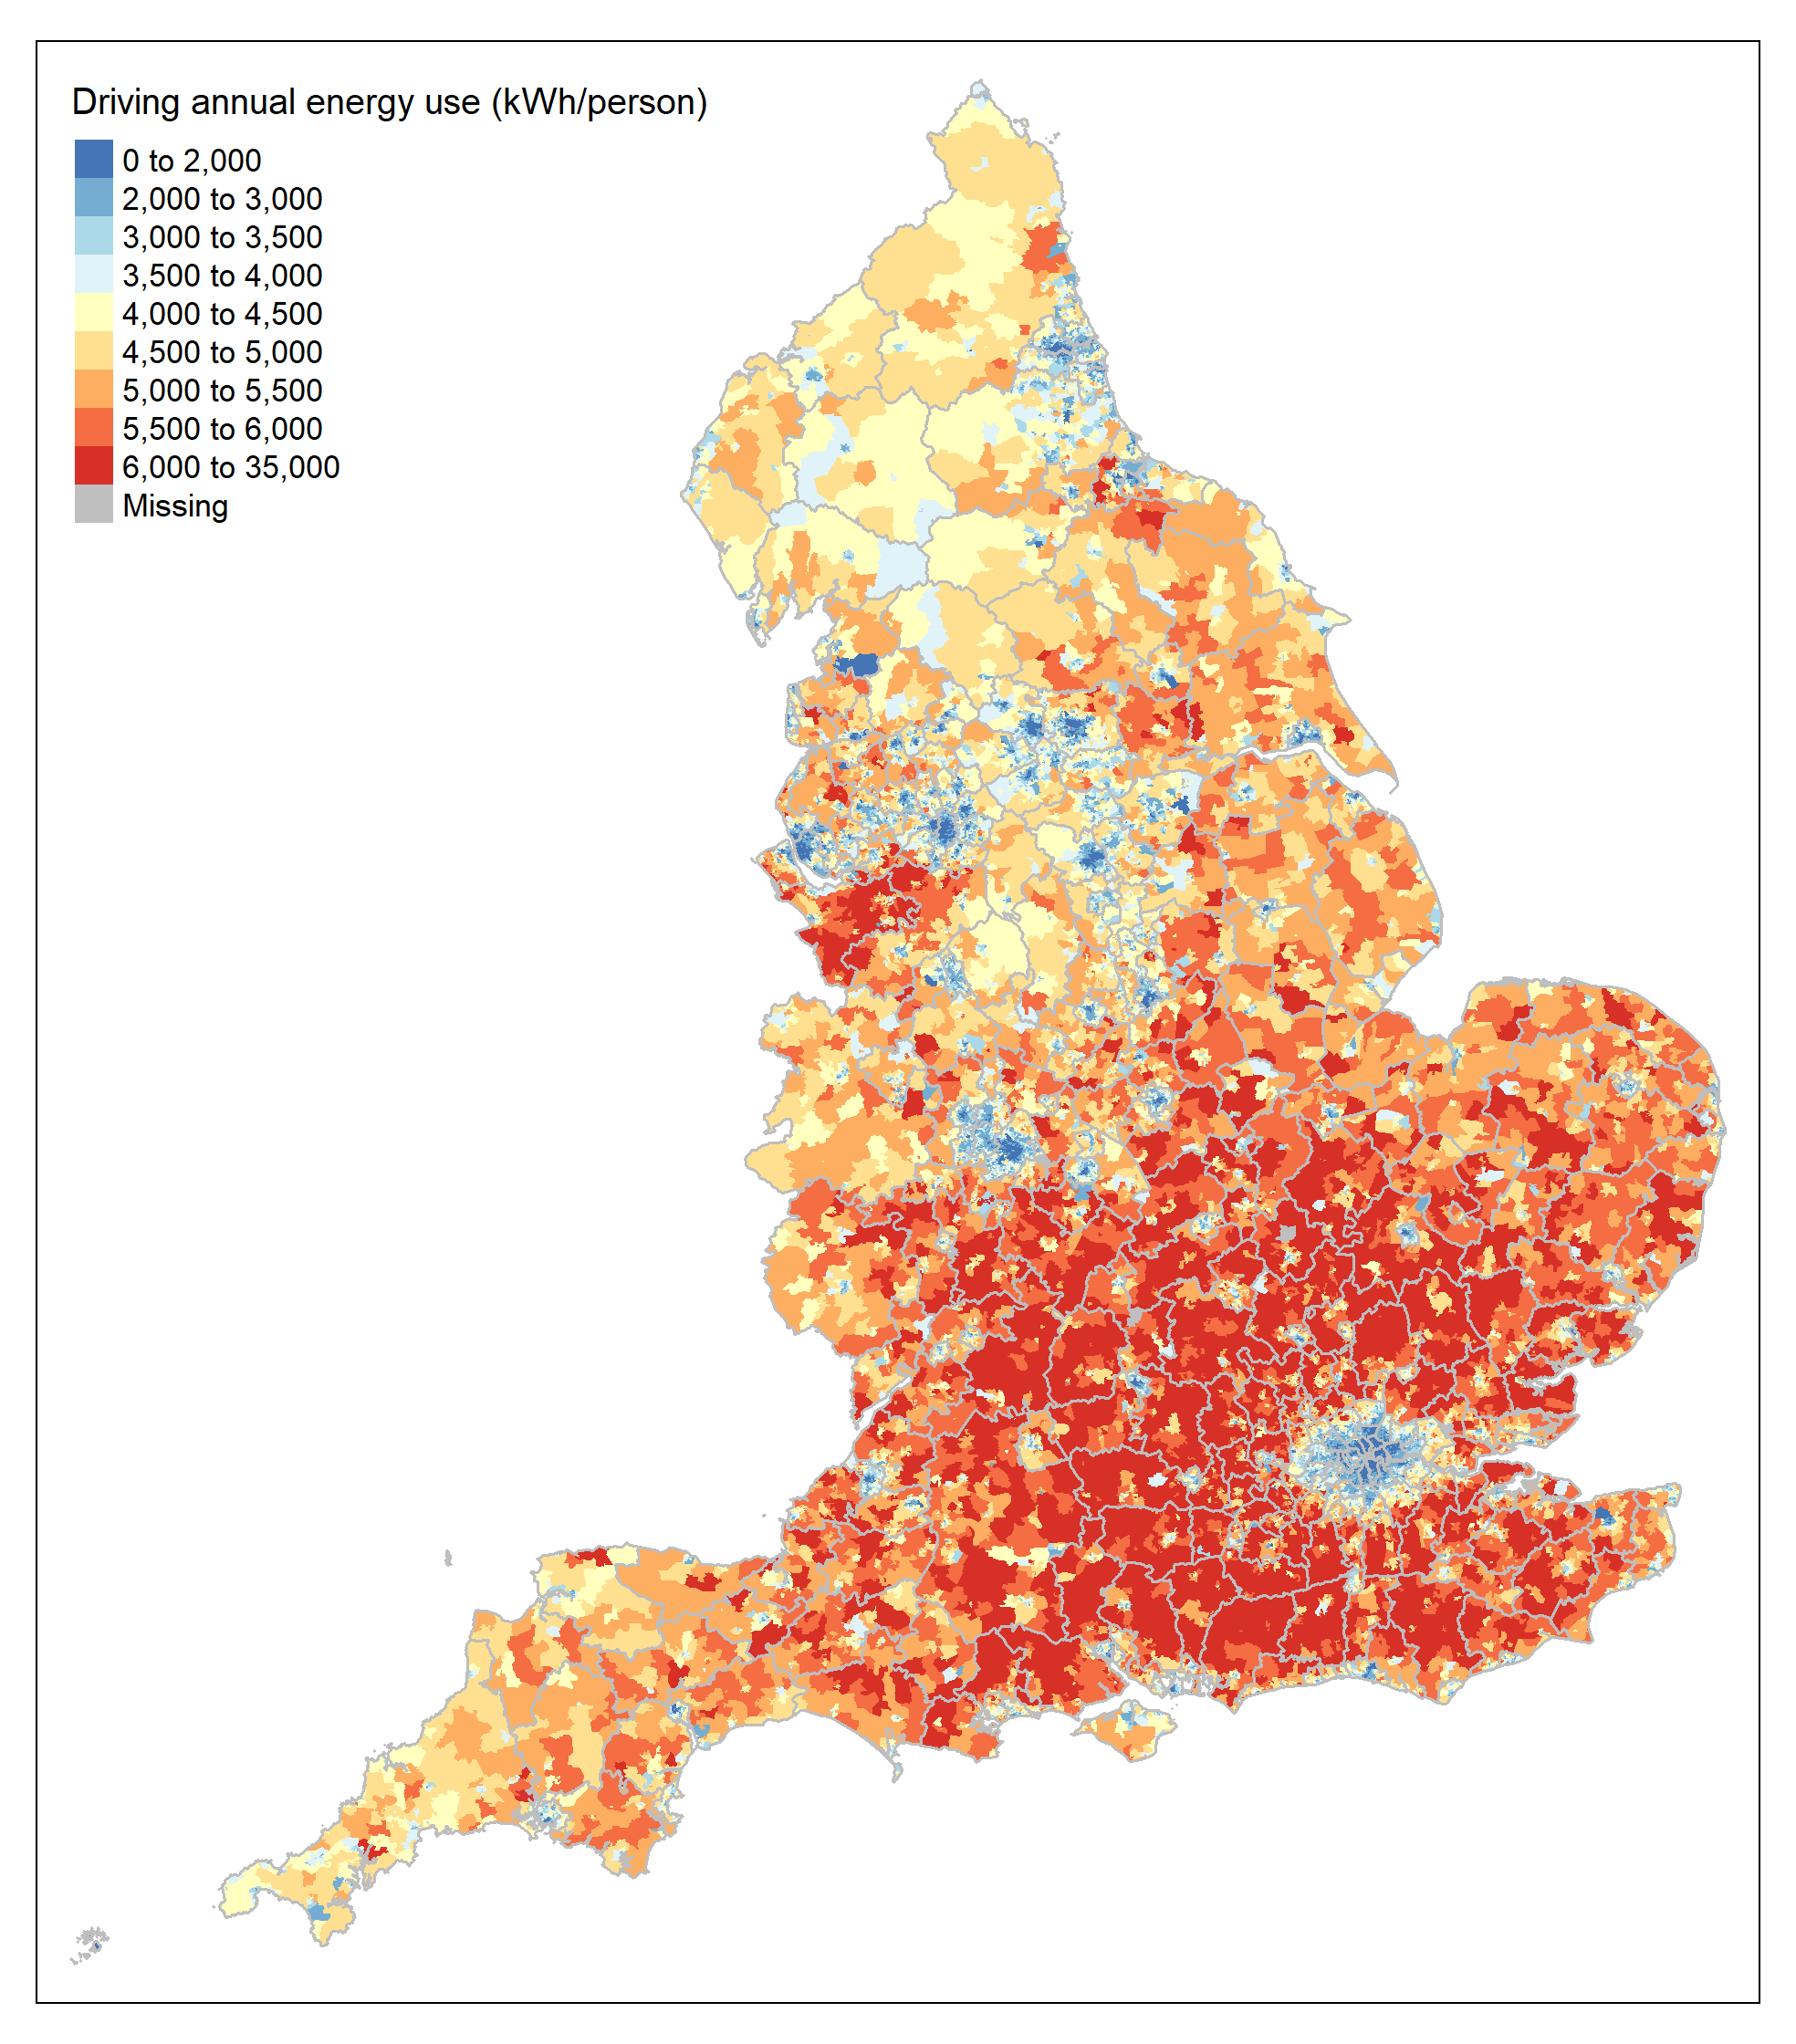 Driving annual energy use (kWh/person)
0 to 2,000
2,000 to 3,000
3,000 to 3,500
3,500 to 4,000
4,000 to 4,500
4,500 to 5,000
5,000 to 5,500
5,500 to 6,000
6,000 to 35,000
Missing